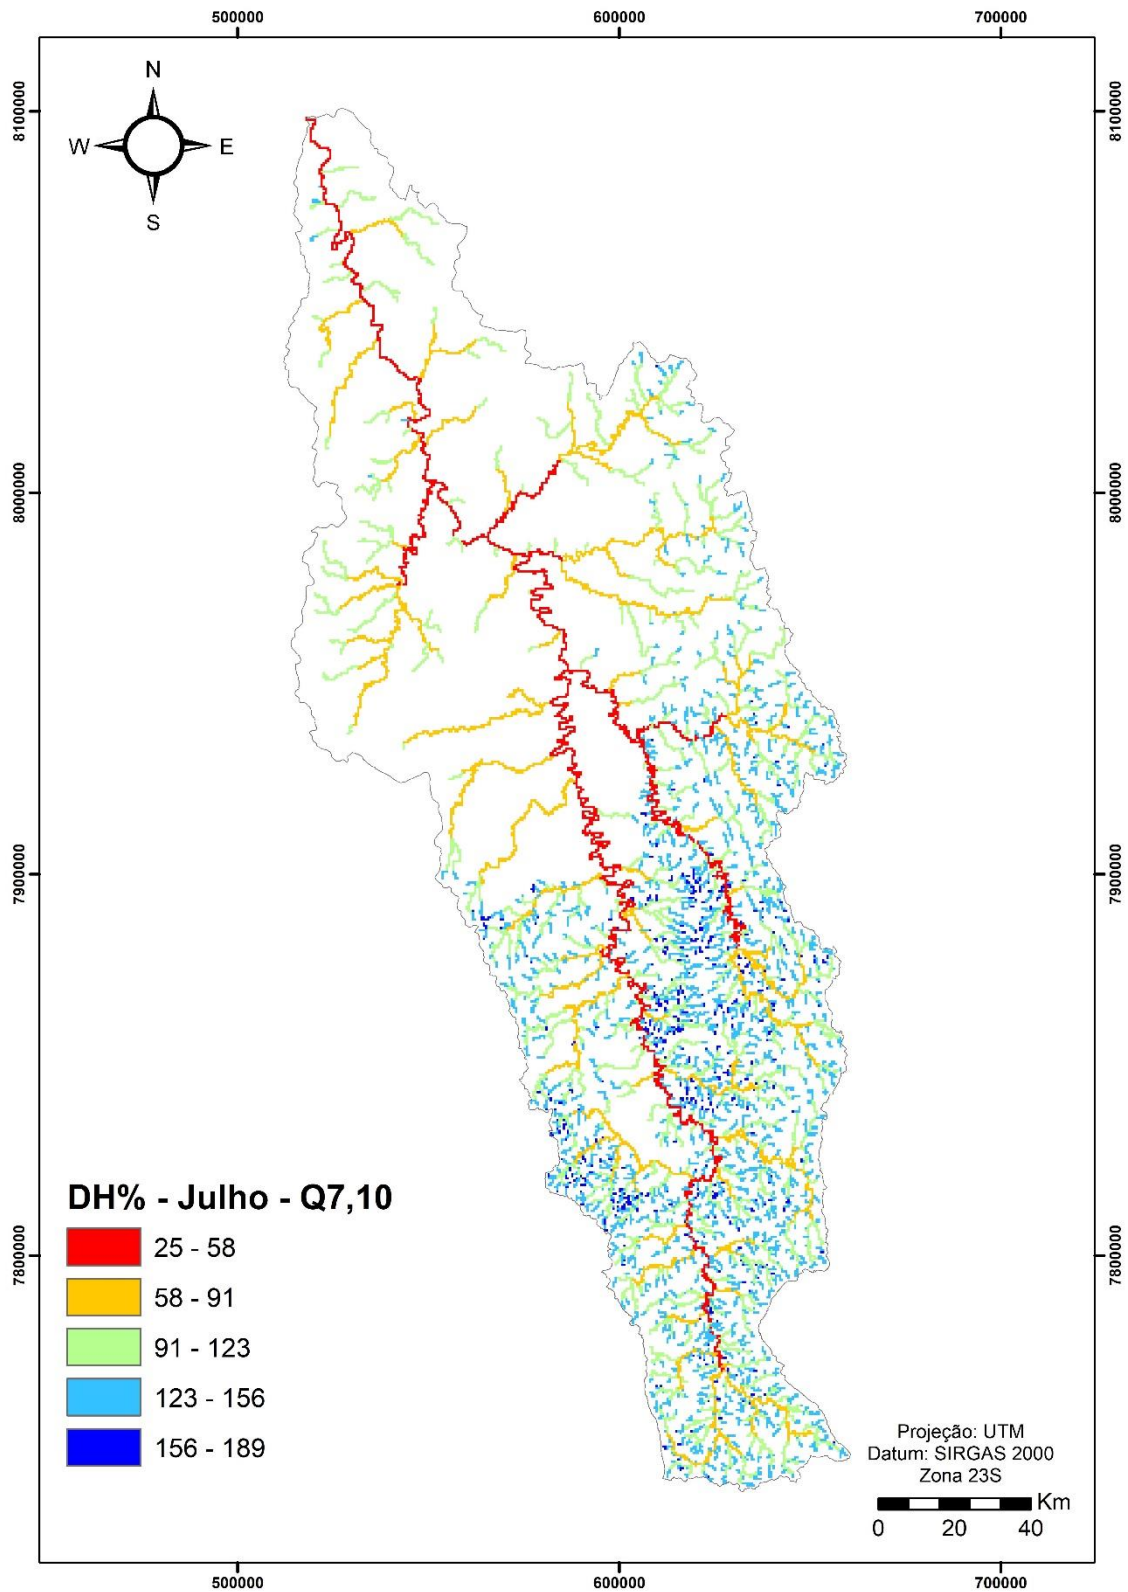 500000
600000
700000
8100000
8100000
N
W
E
S
8000000
8000000
7900000
7900000
DH% - Julho - Q7,10
25 - 58
58 - 91
91 - 123
123 - 156
156 - 189
7800000
7800000
Projeção: UTM
Datum: SIRGAS 2000
Zona 23S
Km
0 20 40
500000
600000
700000